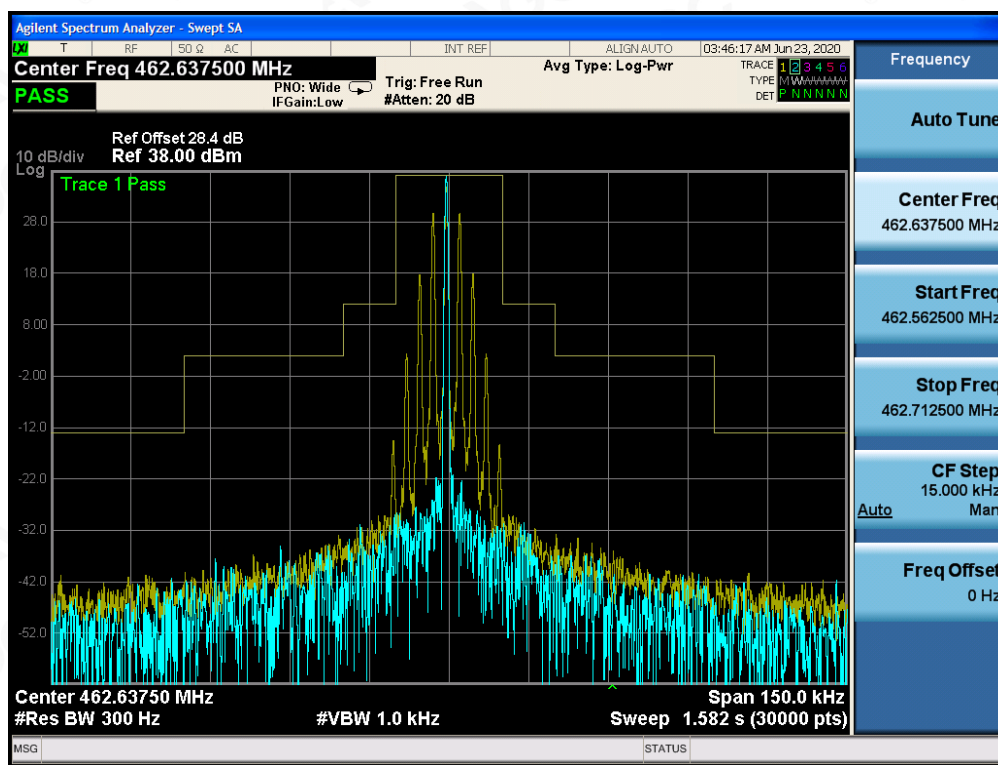 Agilent Spectrum Analyzer - Swept SA
LXI T RF 50 Ω AC INT REF ALIGN AUTO 03:46:17 AM Jun 23, 2020
Center Freq 462.637500 MHz
Avg Type: Log-Pwr
TRACE 1 2 3 4 5 6
PNO: Wide
Trig: Free Run
TYPE
PASS
IFGain:Low
#Atten: 20 dB
DET P N N N N N
Ref Offset 28.4 dB
10 dB/div Ref 38.00 dBm
Log
Trace 1 Pass
28.0
18.0
8.00
-2.00
-12.0
-22.0
-32.0
-42.0
-52.0
Center 462.63750 MHz Span 150.0 kHz
#Res BW 300 Hz #VBW 1.0 kHz Sweep 1.582 s (30000 pts)
MSG STATUS
Frequency
Auto Tune
Center Freq
462.637500 MHz
Start Freq
462.562500 MHz
Stop Freq
462.712500 MHz
CF Step
15.000 kHz
Auto Man
Freq Offset
0 Hz